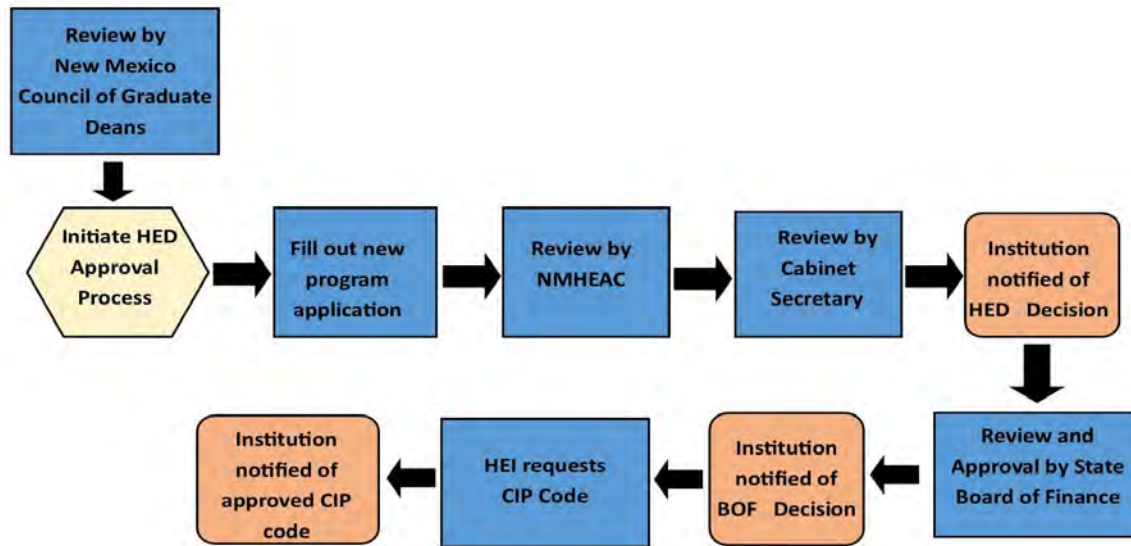 Review by
New Mexico
Council of Graduate
Deans
Initiate HED
Approval
Process
Fill out new
program
application
Review by
NMHEAC
Review by
Cabinet
Secretary
Institution
notified of
HED Decision
Review and
Approval by State
Board of Finance
Institution
notified of
BOF Decision
HEI requests
CIP Code
Institution
notified of
approved CIP
code